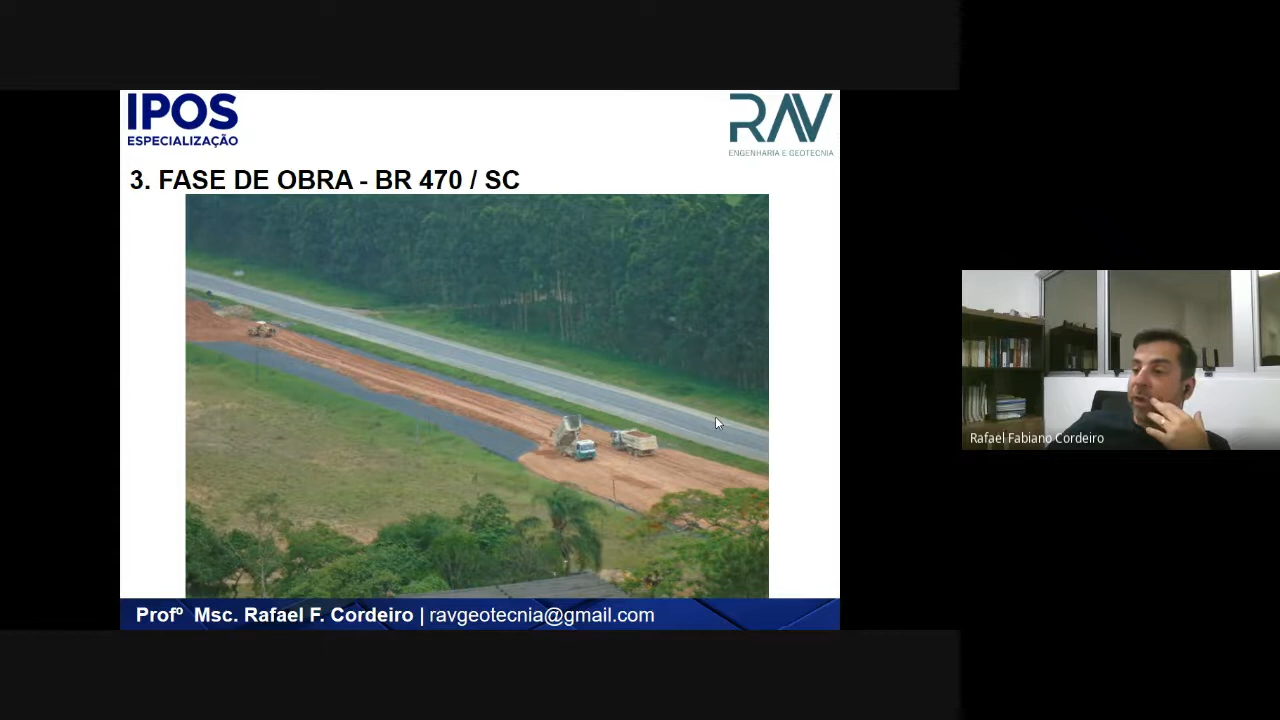 IPOS
ESPECIALIZAÇÃO
RAV
ENGENHARIA E GEOTECNIA
3. FASE DE OBRA - BR 470 / SC
Rafael Fabiano Cordeiro
Profº Msc. Rafael F. Cordeiro | ravgeotecnia@gmail.com